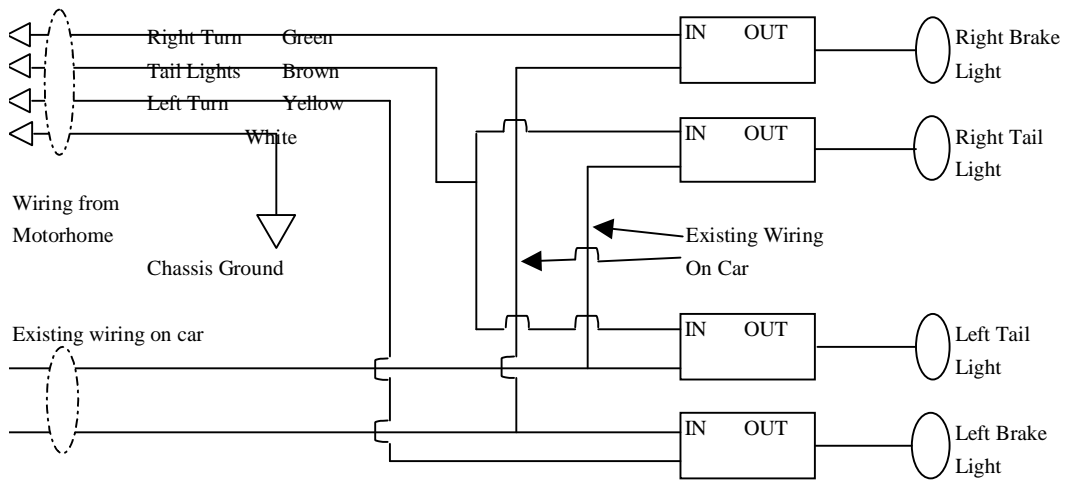 Right Turn Green
Tail Lights Brown
Left Turn Yellow
White
Wiring from
Motorhome
Chassis Ground
Existing wiring on car
IN OUT
Right Brake
Light
IN OUT
Right Tail
Light
Existing Wiring
On Car
IN OUT
Left Tail
Light
IN OUT
Left Brake
Light